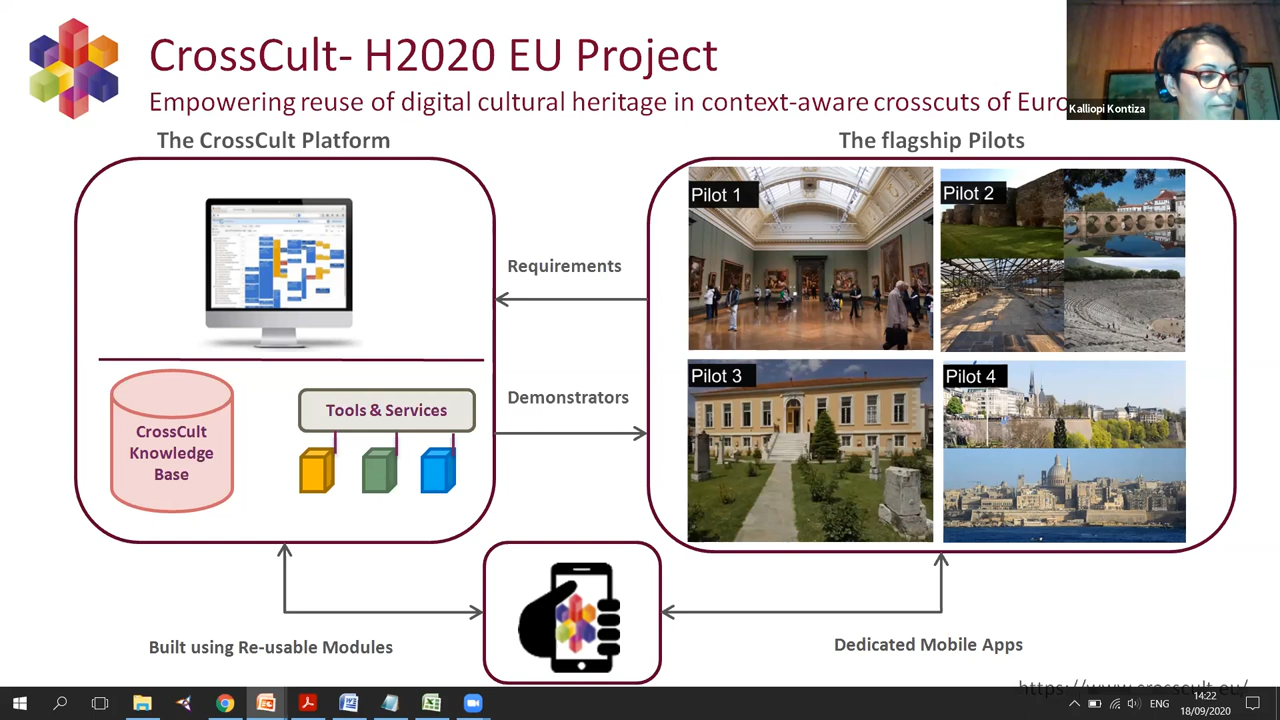 CrossCult- H2020 EU Project
Empowering reuse of digital cultural heritage in context-aware crosscuts of Euro
Kalliopi Kontiza
The CrossCult Platform
The flagship Pilots
Pilot 1
Pilot 2
Requirements
Pilot 3
Pilot 4
Demonstrators
Tools & Services
CrossCult
Knowledge
Base
Built using Re-usable Modules
Dedicated Mobile Apps
https://www.crosscult.eu/
ENG
14:22
18/09/2020